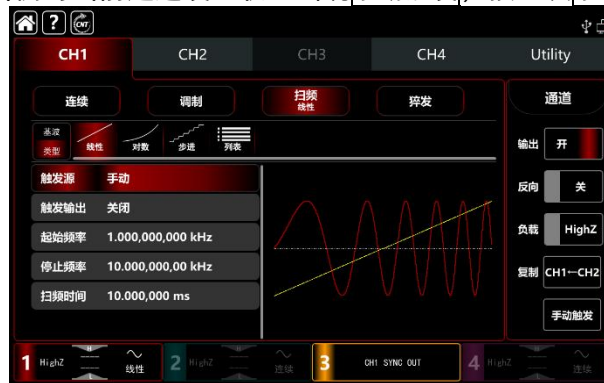 ? CNT
CH1 CH2 CH3 CH4 Utility
连续 调制 扫频 猝发 通道
线性
基波
类型 线性 对数 步进 列表
输出 开
触发源 手动
反向 关
触发输出 关闭
起始频率 1.000,000,000 kHz
负载 HighZ
停止频率 10.000,000,00 kHz
复制 CH1←CH2
扫频时间 10.000,000 ms
手动触发
1 HighZ 线性 2 HighZ 连续 3 CH1 SYNC OUT 4 HighZ 连续